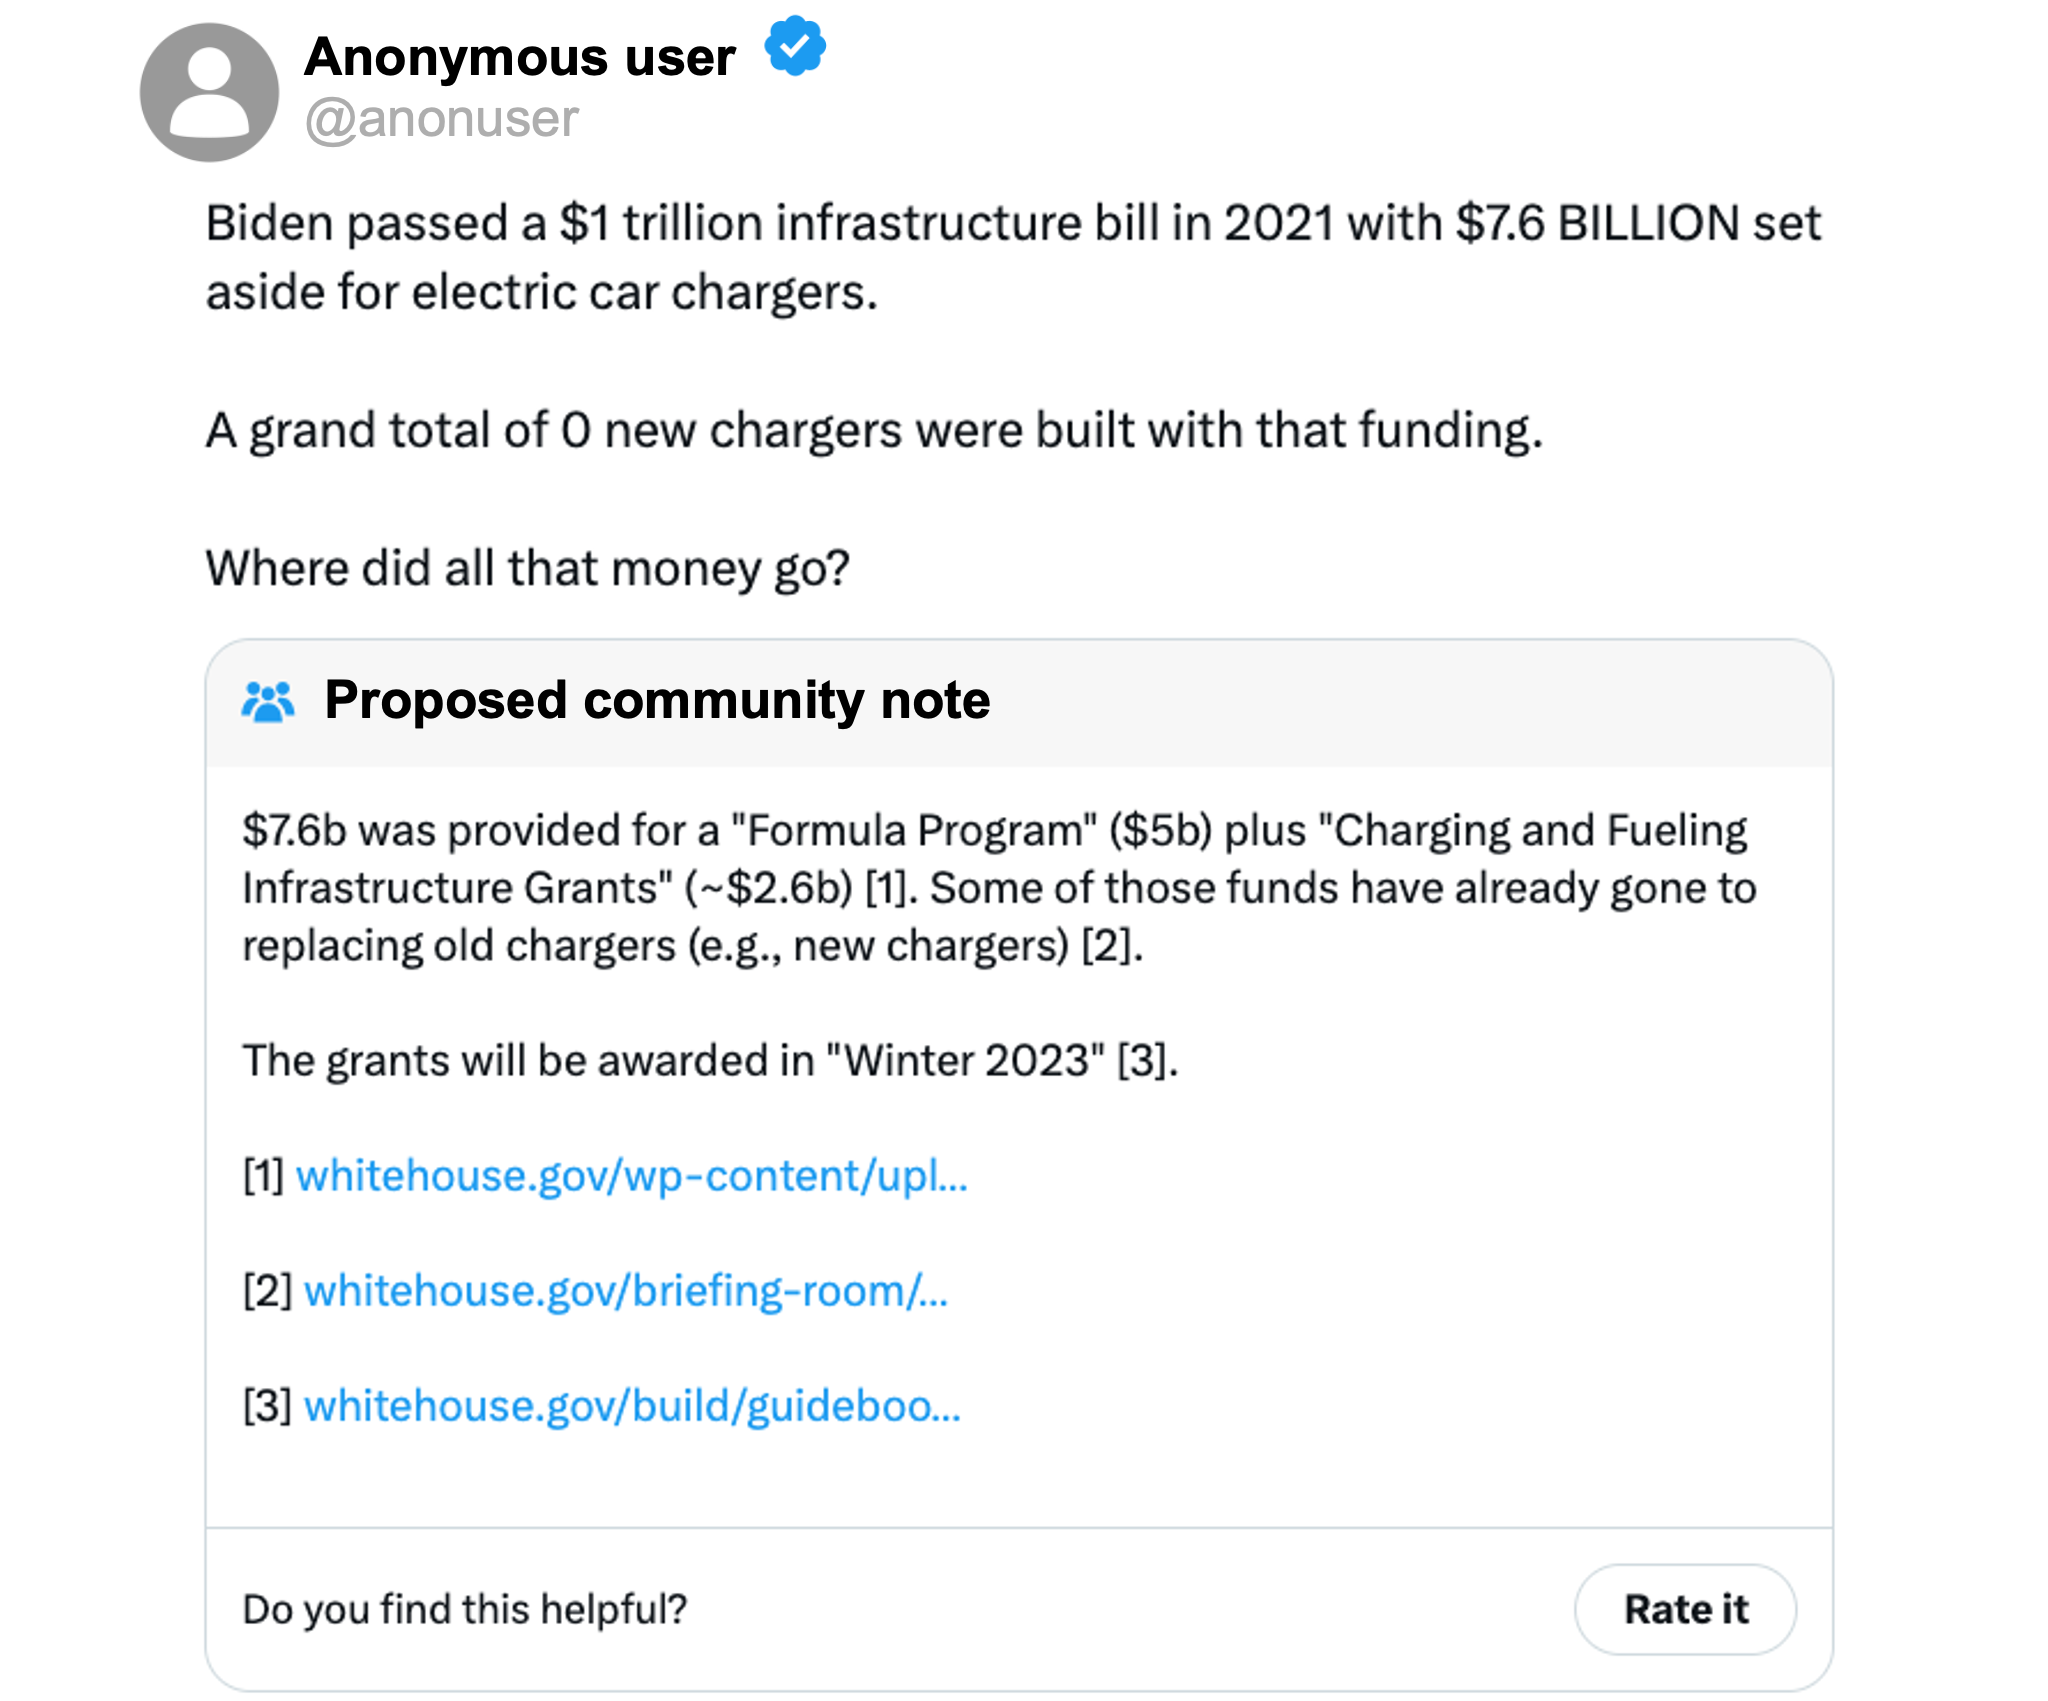 Anonymous user
@anonuser
Biden passed a $1 trillion infrastructure bill in 2021 with $7.6 BILLION set
aside for electric car chargers.
A grand total of 0 new chargers were built with that funding.
Where did all that money go?
Proposed community note
$7.6b was provided for a "Formula Program" ($5b) plus "Charging and Fueling
Infrastructure Grants" (~$2.6b) [1]. Some of those funds have already gone to
replacing old chargers (e.g., new chargers) [2].
The grants will be awarded in "Winter 2023" [3].
[1] whitehouse.gov/wp-content/upl...
[2] whitehouse.gov/briefing-room/...
[3] whitehouse.gov/build/guideboo...
Do you find this helpful?
Rate it